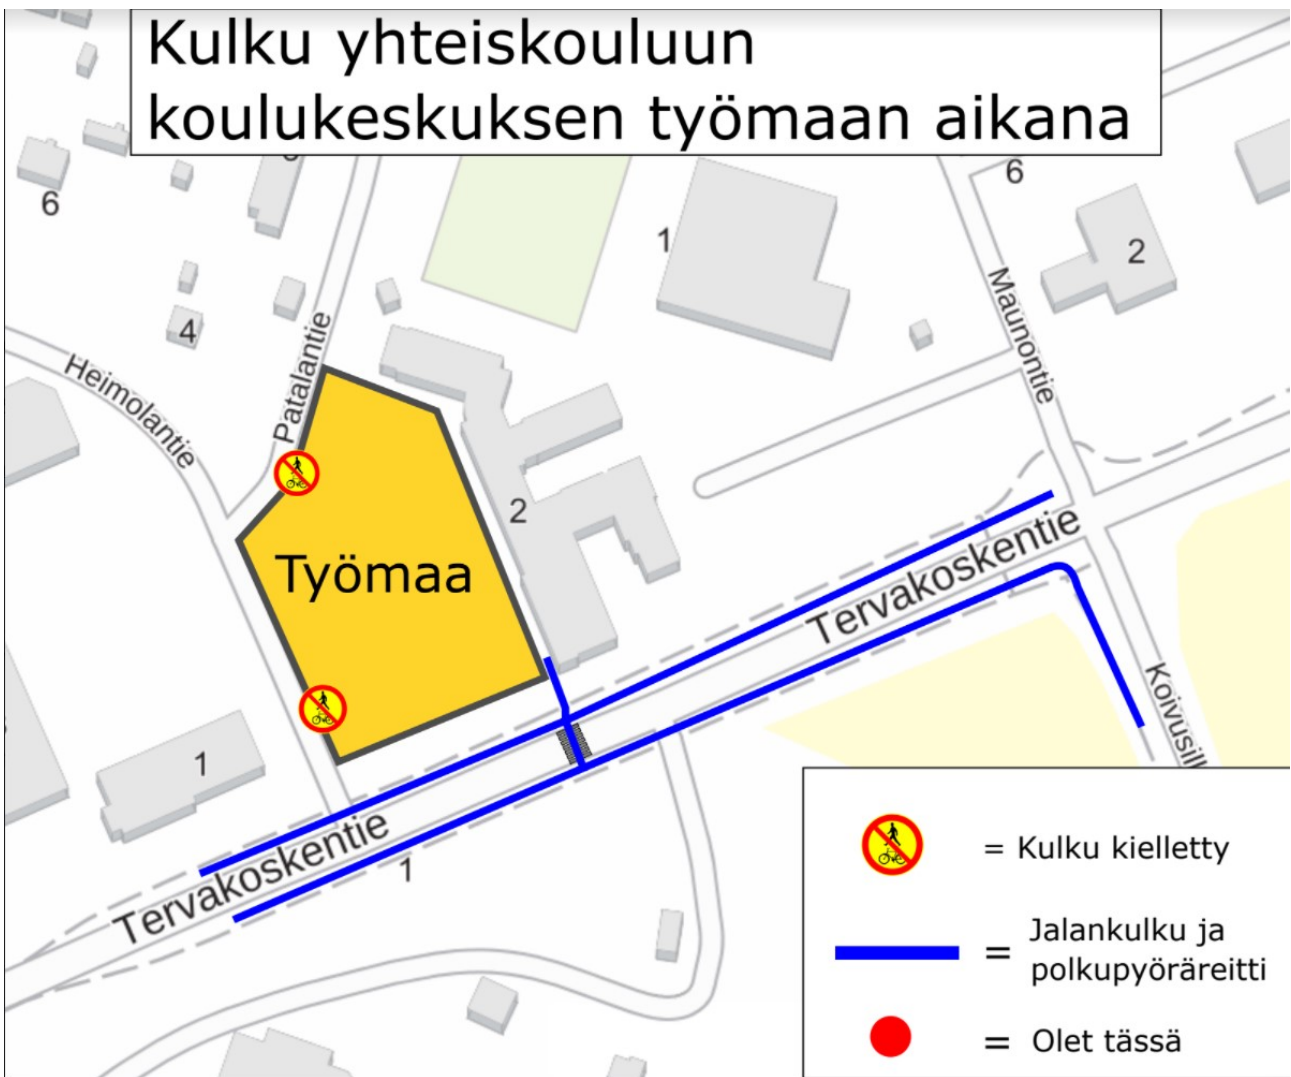 Kulku yhteiskouluun
koulukeskuksen työmaan aikana
6
6
1
2
Maunontie
4
Patalantie
Heimolantie
2
Työmaa
Tervakoskentie
Koivusilk
1
Tervakoskentie
1
= Kulku kielletty
= Jalankulku ja
polkupyöräreitti
= Olet tässä